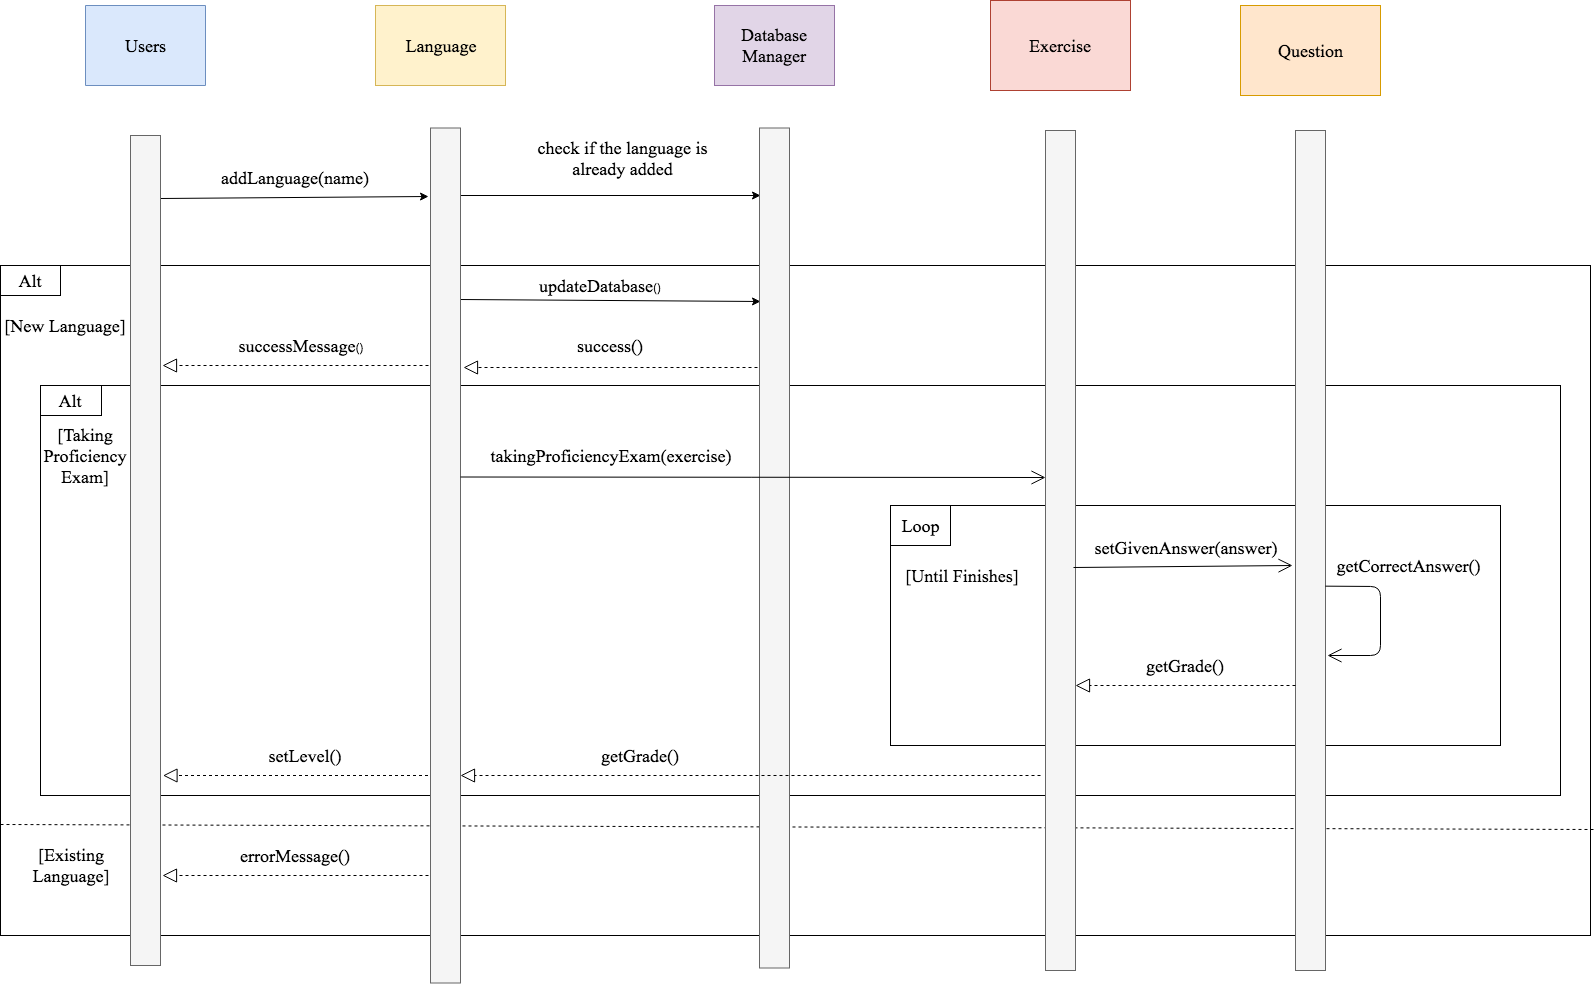 Users
Language
Database
Manager
Exercise
Question
check if the language is
already added
addLanguage(name)
Alt
updateDatabase()
[New Language]
successMessage()
success()
Alt
[Taking
Proficiency
Exam]
takingProficiencyExam(exercise)
Loop
setGivenAnswer(answer)
getCorrectAnswer()
[Until Finishes]
getGrade()
setLevel()
getGrade()
[Existing
Language]
errorMessage()